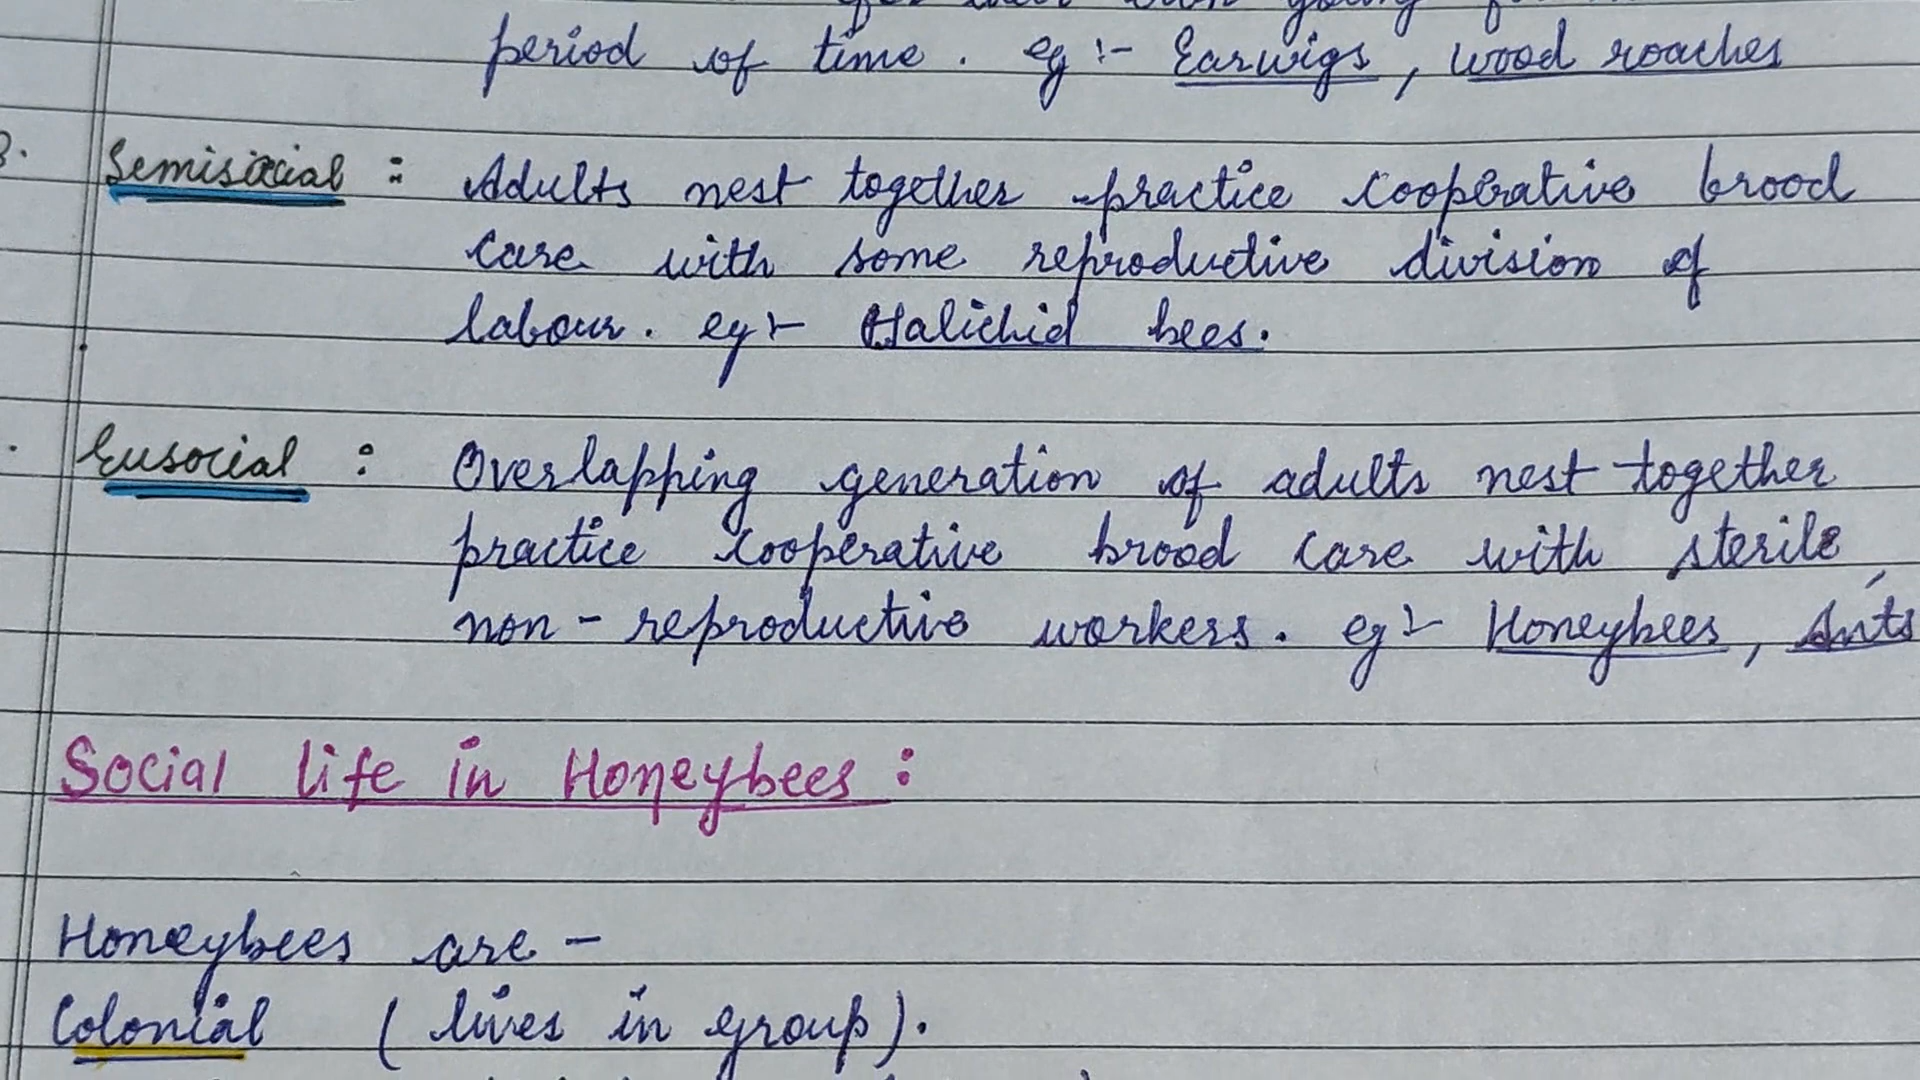 period of time. eg :- Earwigs, wood roaches
3. Semisocial : Adults nest together practice cooperative brood
care with some reproductive division of
labour. eg :- Halichid bees.
Eusocial : Overlapping generation of adults nest together
practice cooperative brood care with sterile
non-reproductive workers. eg :- Honeybees, Ants
Social life in Honeybees :
Honeybees are -
Colonial (lives in group).